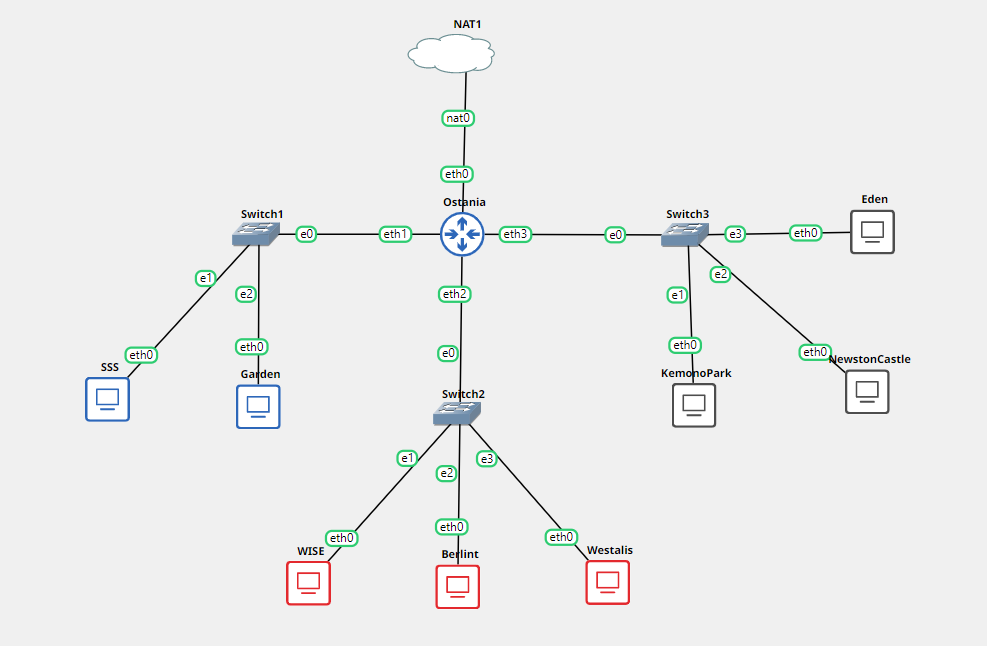 NAT1
nat0
eth0
Ostania
Switch1
e0
eth1
eth3
e0
Switch3
e3
eth0
Eden
e1
e2
eth0
SSS
eth0
Garden
eth2
e0
Switch2
e1
e2
eth0
KemonoPark
eth0
NewstonCastle
e1
e2
e3
eth0
WISE
eth0
Berlint
eth0
Westalis